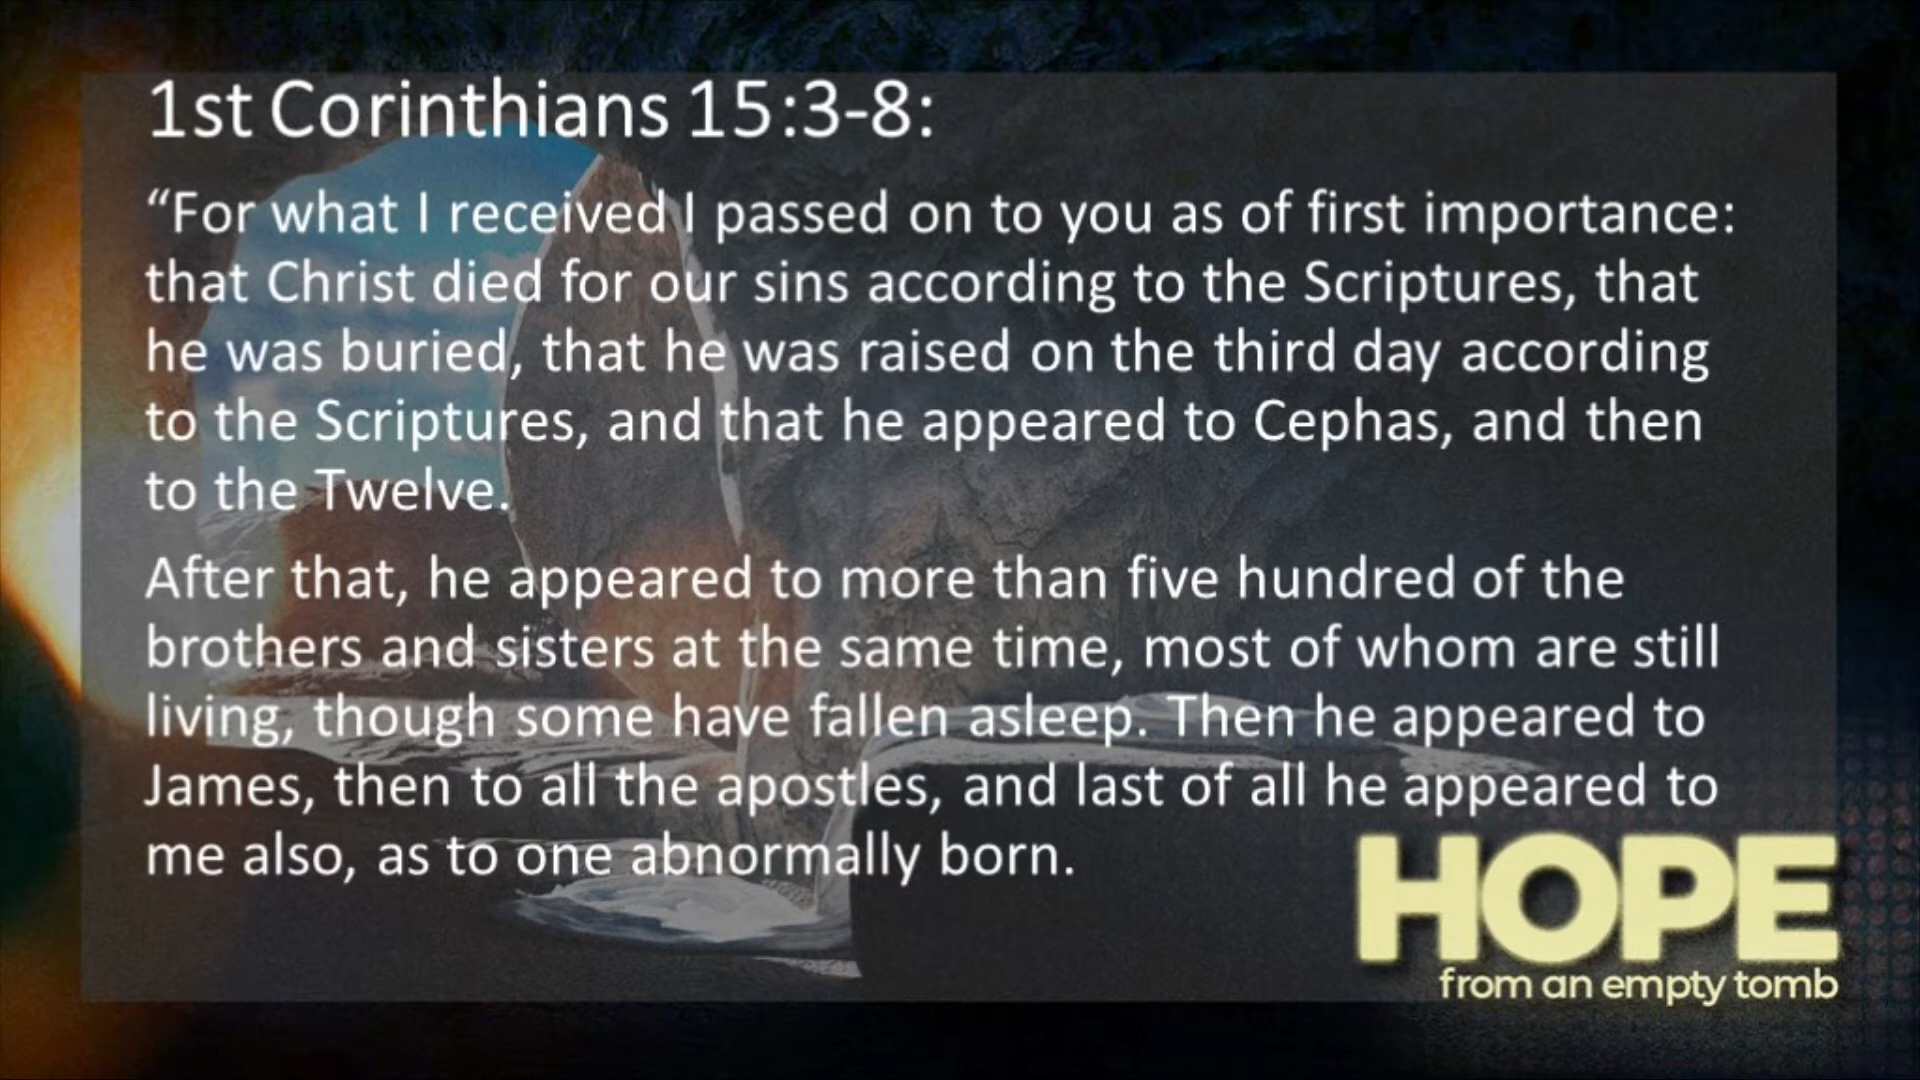 1st Corinthians 15:3-8:
“For what I received I passed on to you as of first importance:
that Christ died for our sins according to the Scriptures, that
he was buried, that he was raised on the third day according
to the Scriptures, and that he appeared to Cephas, and then
to the Twelve.
After that, he appeared to more than five hundred of the
brothers and sisters at the same time, most of whom are still
living, though some have fallen asleep. Then he appeared to
James, then to all the apostles, and last of all he appeared to
me also, as to one abnormally born.
HOPE
from an empty tomb